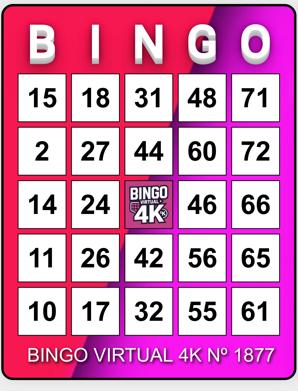 BINGO
15 18 31 48 71
2 27 44 60 72
14 24 BINGO VIRTUAL 4K 46 66
11 26 42 56 65
10 17 32 55 61
BINGO VIRTUAL 4K Nº 1877